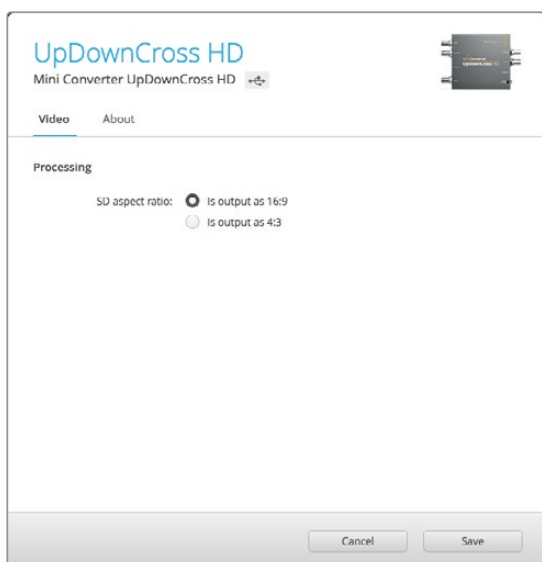 UpDownCross HD
Mini Converter UpDownCross HD
Video About
Processing
SD aspect ratio: Is output as 16:9
Is output as 4:3
Cancel Save